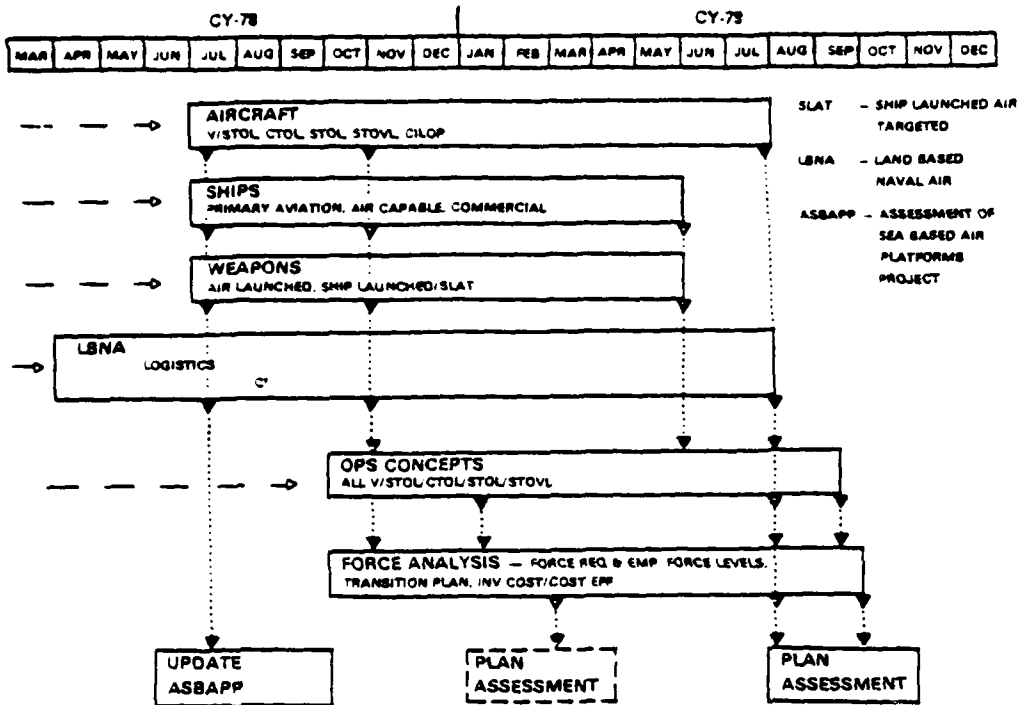 CY-78 CY-79
MAR APR MAY JUN JUL AUG SEP OCT NOV DEC JAN FEB MAR APR MAY JUN JUL AUG SEP OCT NOV DEC
AIRCRAFT
V/STOL, CTOL, STOL, STOVL, CILOP
SHIPS
PRIMARY AVIATION, AIR CAPABLE, COMMERCIAL
WEAPONS
AIR LAUNCHED, SHIP LAUNCHED/SLAT
LBNA
LOGISTICS
OPS CONCEPTS
ALL V/STOL/CTOL/STOL/STOVL
FORCE ANALYSIS – FORCE REQ & EMP, FORCE LEVELS,
TRANSITION PLAN, INV COST/COST EFF
UPDATE
ASBAPP
PLAN
ASSESSMENT
PLAN
ASSESSMENT
SLAT – SHIP LAUNCHED AIR
TARGETED
LBNA – LAND BASED
NAVAL AIR
ASBAPP – ASSESSMENT OF
SEA BASED AIR
PLATFORMS
PROJECT